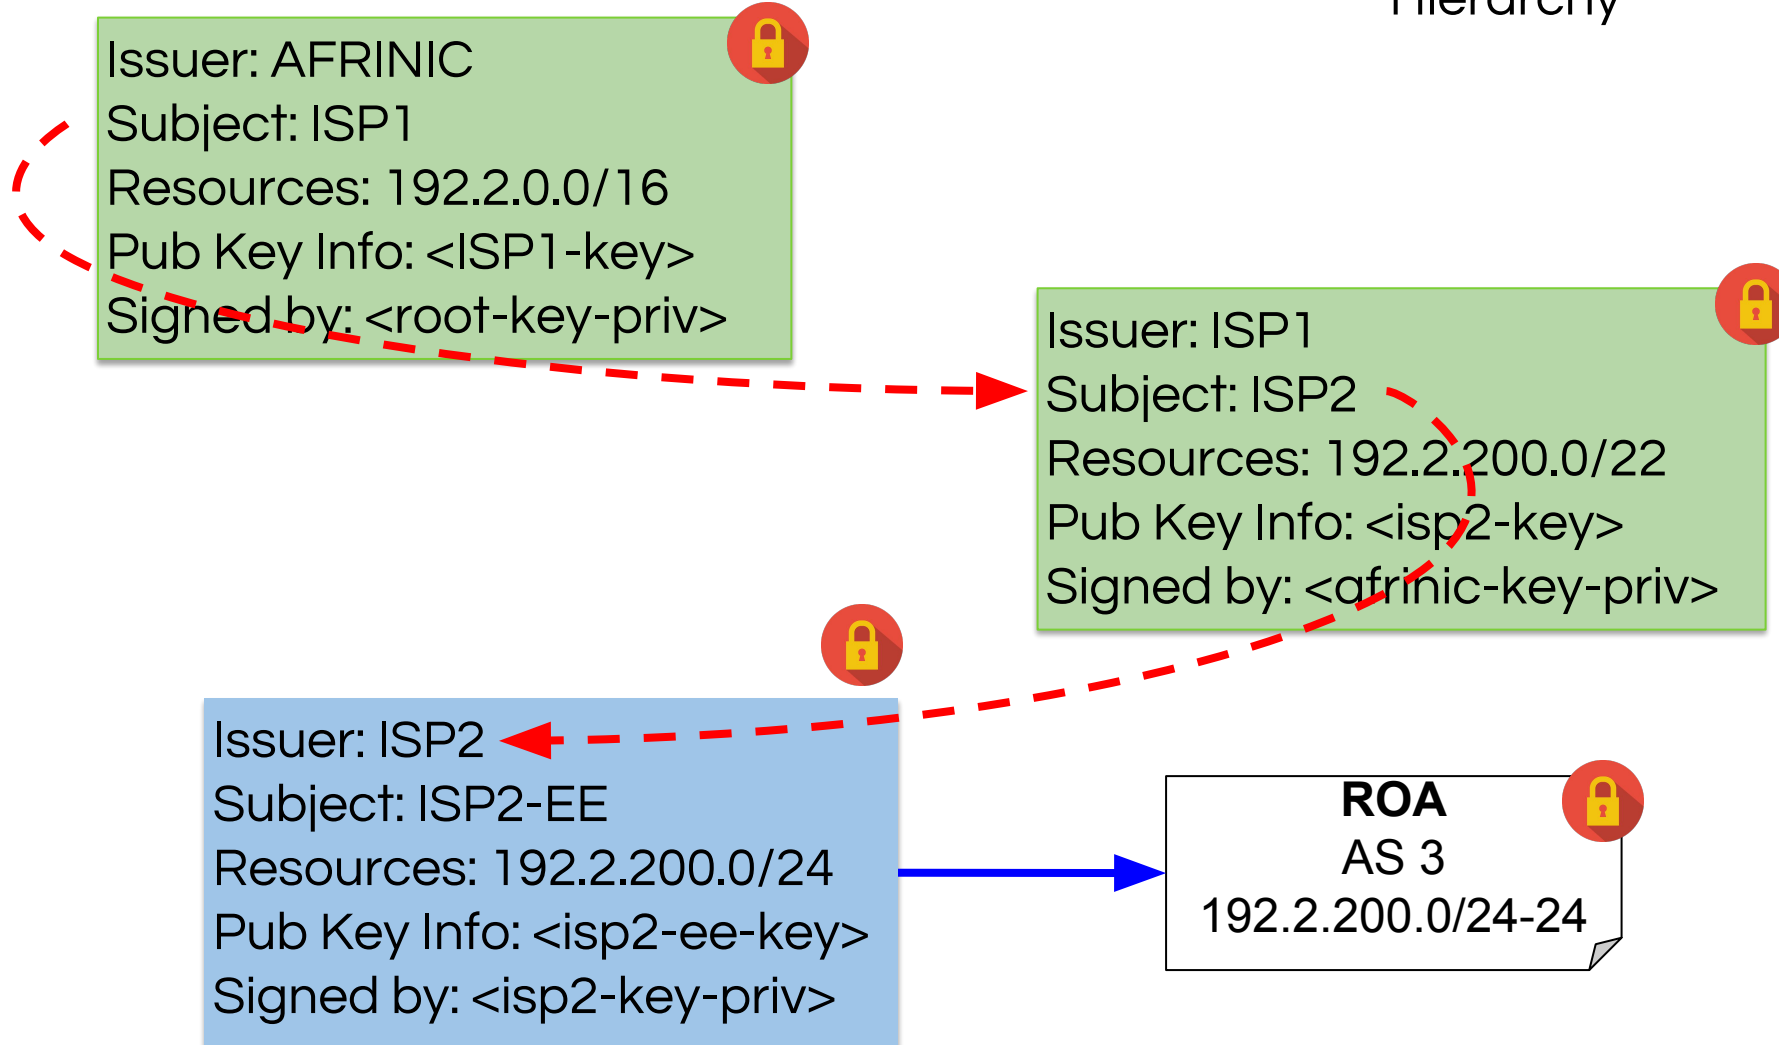 Hierarchy
Issuer: AFRINIC
Subject: ISP1
Resources: 192.2.0.0/16
Pub Key Info: <ISP1-key>
Signed by: <root-key-priv>
Issuer: ISP1
Subject: ISP2
Resources: 192.2.200.0/22
Pub Key Info: <isp2-key>
Signed by: <afrinic-key-priv>
Issuer: ISP2
Subject: ISP2-EE
Resources: 192.2.200.0/24
Pub Key Info: <isp2-ee-key>
Signed by: <isp2-key-priv>
ROA
AS 3
192.2.200.0/24-24